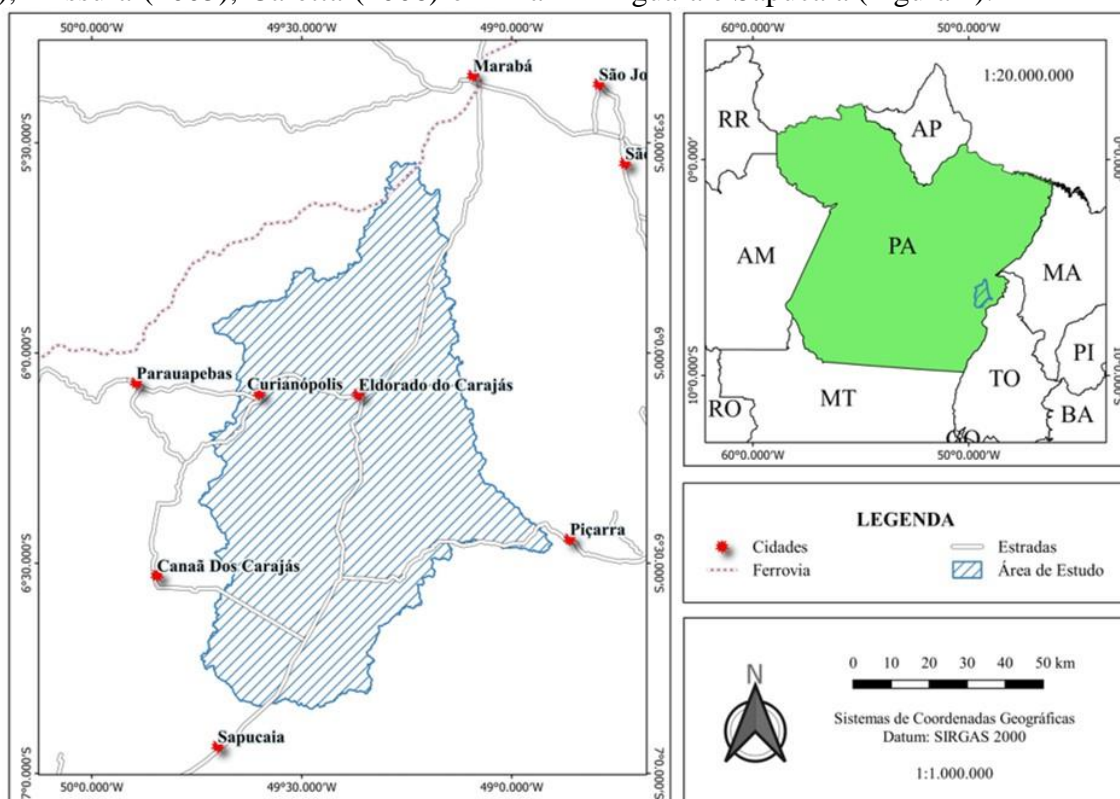 50°0.000'W 49°30.000'W 49°0.000'W
Marabá
São Jo
Sã
5°30.000'S
5°30.000'S
6°0.000'S
6°0.000'S
Parauapebas
Curianópolis
Eldorado do Carajás
Piçarra
6°30.000'S
6°30.000'S
Canaã Dos Carajás
Sapucaia
7°0.000'S
7°0.000'S
50°0.000'W 49°30.000'W 49°0.000'W
60°0.000'W 50°0.000'W
1:20.000.000
RR
AP
0°0.000'
0°0.000'
AM
PA
MA
PI
10°0.000'S
TO
MT
RO
BA
60°0.000'W 50°0.000'W
LEGENDA
Cidades Estradas
Ferrovia Área de Estudo
N
0 10 20 30 40 50 km
Sistemas de Coordenadas Geográficas
Datum: SIRGAS 2000
1:1.000.000